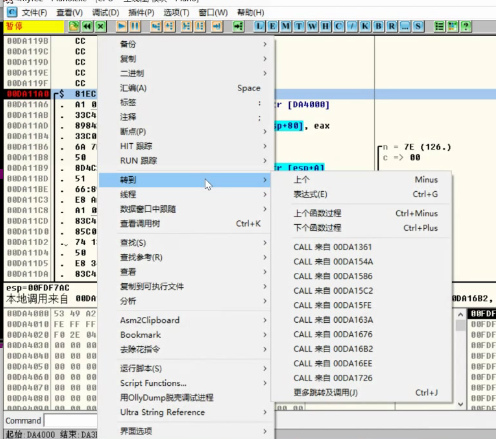 文件(F) 查看(V) 调试(D) 插件(P) 选项(T) 窗口(W) 帮助(H)
暂停
L E M T W H C / K B R ... S
00DA119B CC
00DA119C CC
00DA119D CC
00DA119E CC
00DA119F CC
00DA11A0 $ 81EC
00DA11A6 . A1 tr [DA4000]
00DA11AB . 33C4
00DA11AD . 8984 sp+80], eax
00DA11B4 . 33C0
00DA11B6 . 6A 7 n = 7E (126.)
00DA11B8 . 50 c => 00
00DA11B9 . 8D4C tr [esp+A]
00DA11BD . 51
00DA11BE . 66:8
00DA11C3 . E8 A
00DA11C8 . A1
00DA11CD . 03C4
00DA11D0 . 85C0
00DA11D2 . 74 1
00DA11D4 . 50
00DA11D5 . E8 3
00DA11DA . 83C4
备份
复制
二进制
汇编(A) Space
标签 :
注释 ;
断点(P)
HIT 跟踪
RUN 跟踪
转到
线程
数据窗口中跟随
查看调用树 Ctrl+K
查找(S)
查找参考(R)
查看
复制到可执行文件
分析
Asm2Clipboard
Bookmark
去除花指令
运行脚本(S)
Script Functions...
用OllyDump脱壳调试进程
Ultra String Reference
界面选项
上个 Minus
表达式(E) Ctrl+G
上个函数过程 Ctrl+Minus
下个函数过程 Ctrl+Plus
CALL 来自 00DA1361
CALL 来自 00DA154A
CALL 来自 00DA1586
CALL 来自 00DA15C2
CALL 来自 00DA15FE
CALL 来自 00DA163A
CALL 来自 00DA1676
CALL 来自 00DA16B2
CALL 来自 00DA16EE
CALL 来自 00DA1726
更多跳转及调用(J) Ctrl+J
esp=00FDF7AC
本地调用来自 00DA DA16B2,
00DA4000 53 49 A2
00DA4010 FE FF FF
00DA4020 F0 2E 04
00DA4030 00 00 00
00DA4040 00 00 00
00DA4050 00 00 00
00DA4060 00 00 00
00DA4070 00 00 00
00DA4080 00 00 00
00FDF
00FDF
00FDF
00FDF
00FDF
00FDF
00FDF
00FDF
Command
起始: DA4000 结束: DA3